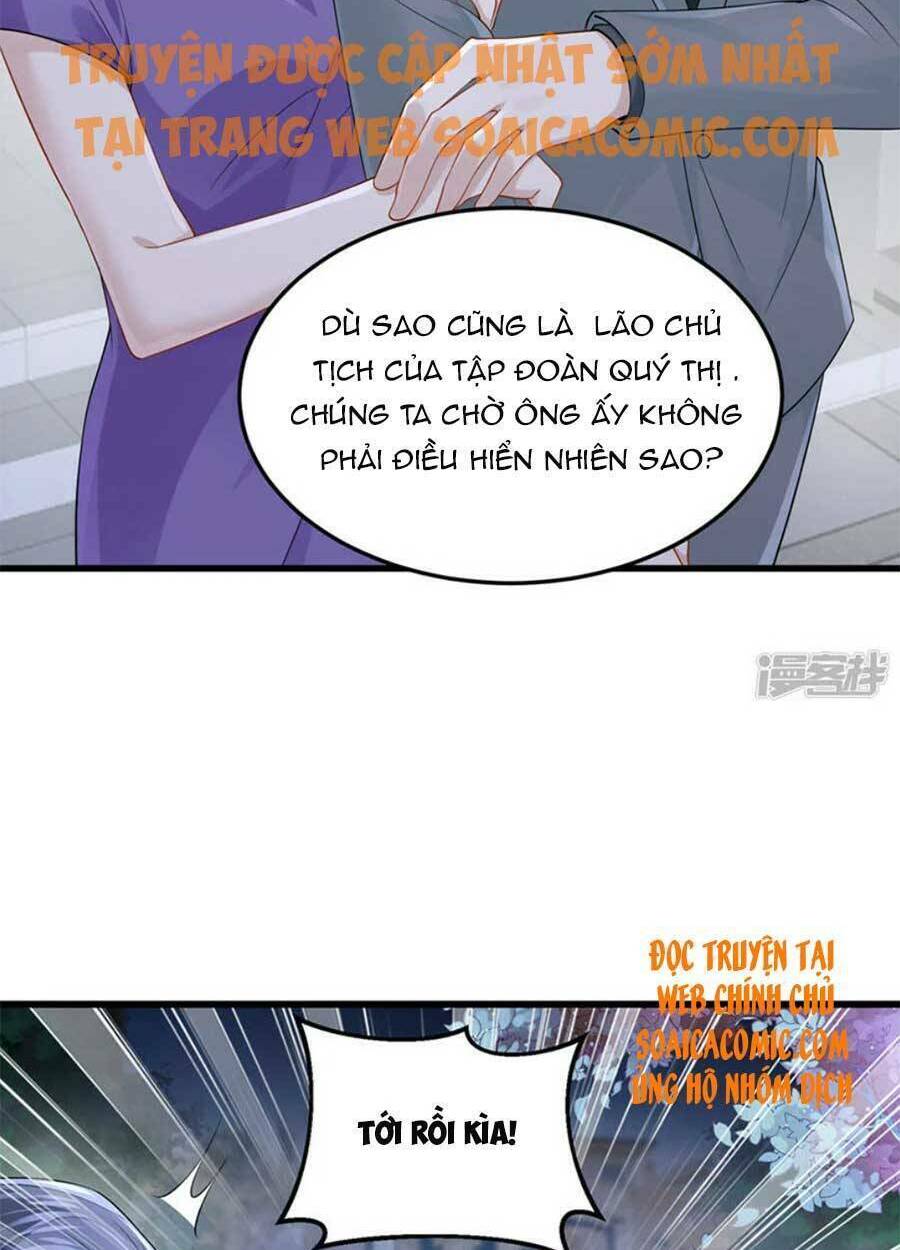 TRUYỆN ĐƯỢC CẬP NHẬT SỚM NHẤT
TẠI TRANG WEB SOAICACOMIC.COM
DÙ SAO CŨNG LÀ LÃO CHỦ
TỊCH CỦA TẬP ĐOÀN QUÝ THỊ .
CHÚNG TA CHỜ ÔNG ẤY KHÔNG
PHẢI ĐIỀU HIỂN NHIÊN SAO?
漫客栈
ĐỌC TRUYỆN TẠI
WEB CHÍNH CHỦ
SOAICACOMIC.COM
ỦNG HỘ NHÓM DỊCH
TỚI RỒI KÌA!